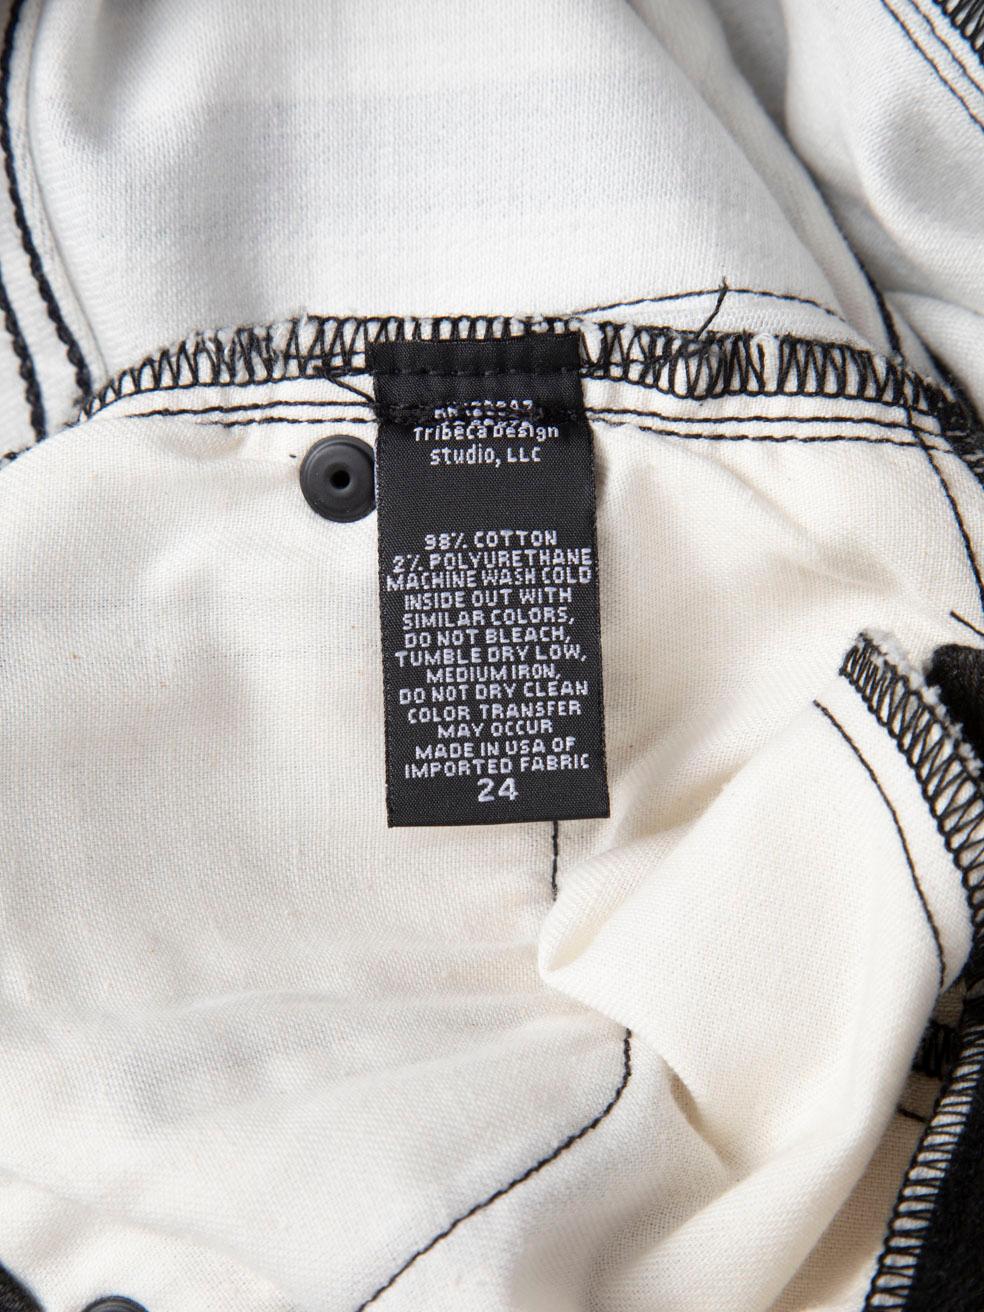 Tribeca Design
Studio, LLC
98% COTTON
2% POLYURETHANE
MACHINE WASH COLD
INSIDE OUT WITH
SIMILAR COLORS,
DO NOT BLEACH,
TUMBLE DRY LOW,
MEDIUM IRON,
DO NOT DRY CLEAN
COLOR TRANSFER
MAY OCCUR
MADE IN USA OF
IMPORTED FABRIC
24